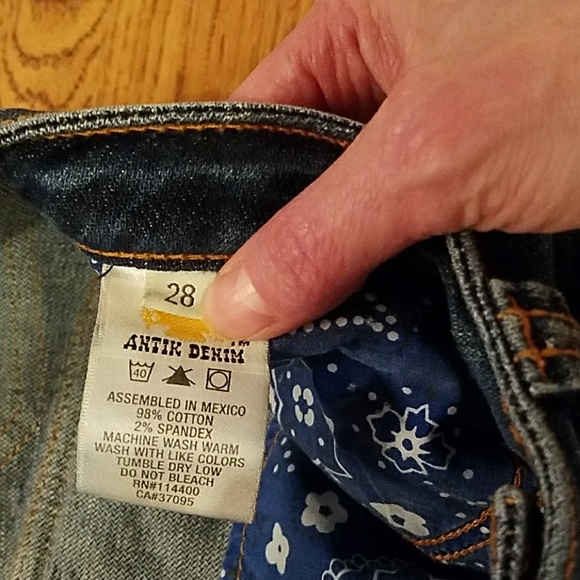 28
TM
ANTIK DENIM
40
ASSEMBLED IN MEXICO
98% COTTON
2% SPANDEX
MACHINE WASH WARM
WASH WITH LIKE COLORS
TUMBLE DRY LOW
DO NOT BLEACH
RN#114400
CA#37095